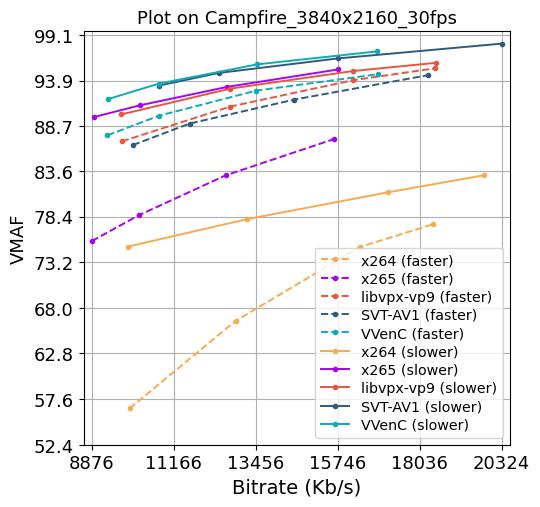 Plot on Campfire_3840x2160_30fps
99.1
93.9
88.7
83.6
78.4
73.2
68.0
62.8
57.6
52.4
VMAF
x264 (faster)
x265 (faster)
libvpx-vp9 (faster)
SVT-AV1 (faster)
VVenC (faster)
x264 (slower)
x265 (slower)
libvpx-vp9 (slower)
SVT-AV1 (slower)
VVenC (slower)
8876 11166 13456 15746 18036 20324
Bitrate (Kb/s)